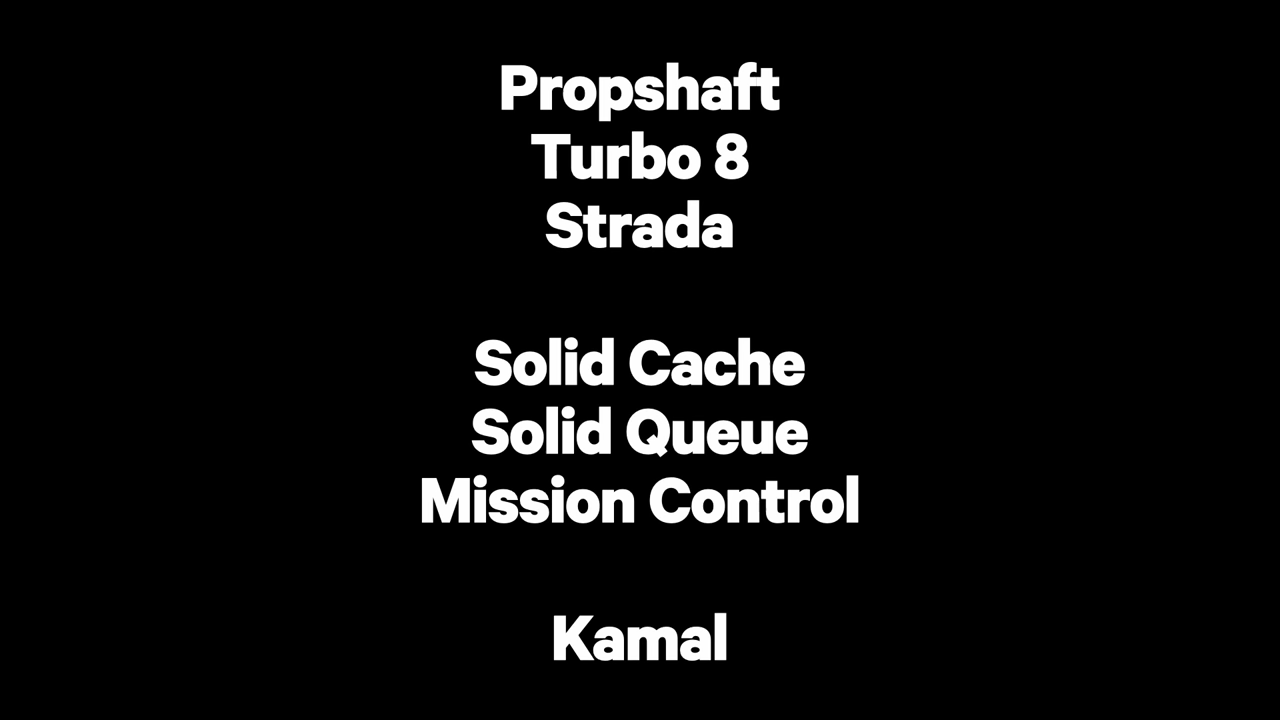 Propshaft
Turbo 8
Strada
Solid Cache
Solid Queue
Mission Control
Kamal